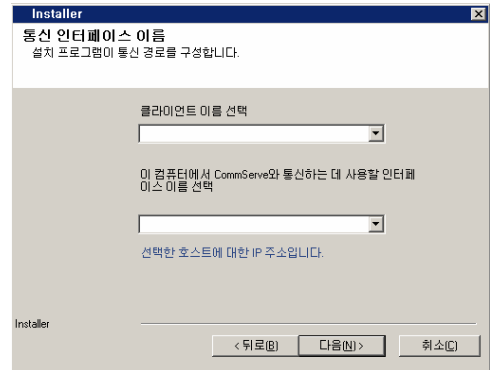 Installer
통신 인터페이스 이름
설치 프로그램이 통신 경로를 구성합니다.
클라이언트 이름 선택
이 컴퓨터에서 CommServe와 통신하는 데 사용할 인터페
이스 이름 선택
선택한 호스트에 대한 IP 주소입니다.
Installer
< 뒤로(B)
다음(N) >
취소(C)